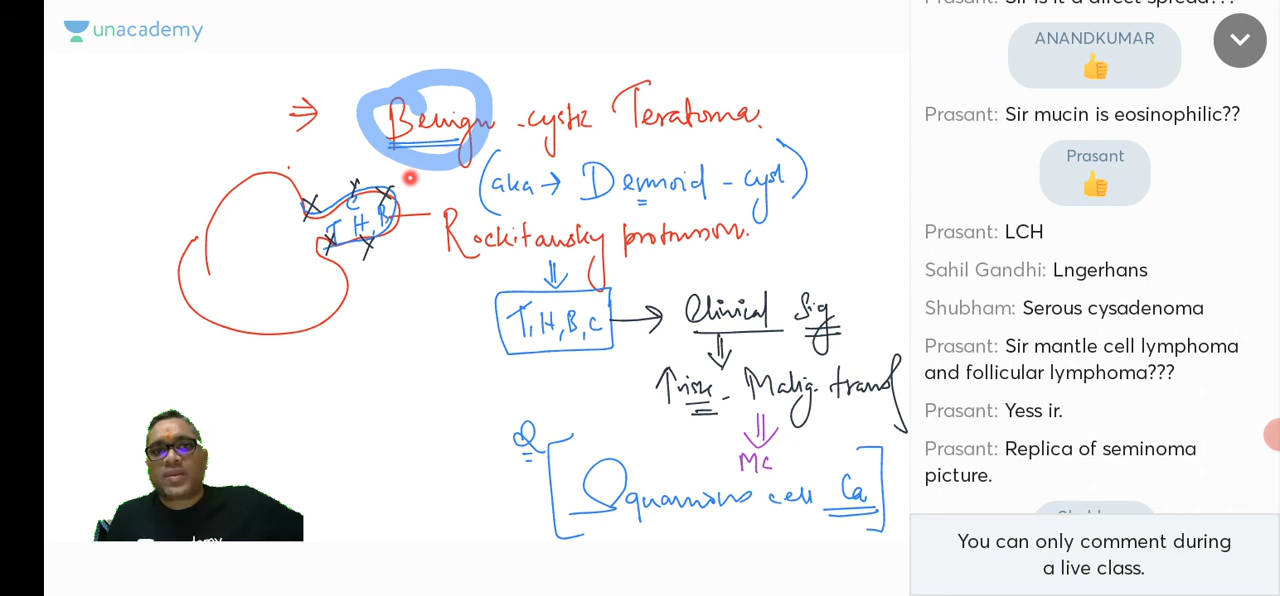 unacademy
⇒ Benign - cystic Teratoma.
(aka → Dermoid - cyst)
C
T H, B
Rockitansky protrusion.
⇓
T, H, B, C → Clinical Sig
⇓
↑ risk - Malig. transf
⇓
MC
Q
[Squamous cell Ca]
Prasant: Sir is it a direct spread???
ANANDKUMAR
👍
Prasant: Sir mucin is eosinophilic??
Prasant
👍
Prasant: LCH
Sahil Gandhi: Lngerhans
Shubham: Serous cysadenoma
Prasant: Sir mantle cell lymphoma
and follicular lymphoma???
Prasant: Yess ir.
Prasant: Replica of seminoma
picture.
You can only comment during
a live class.